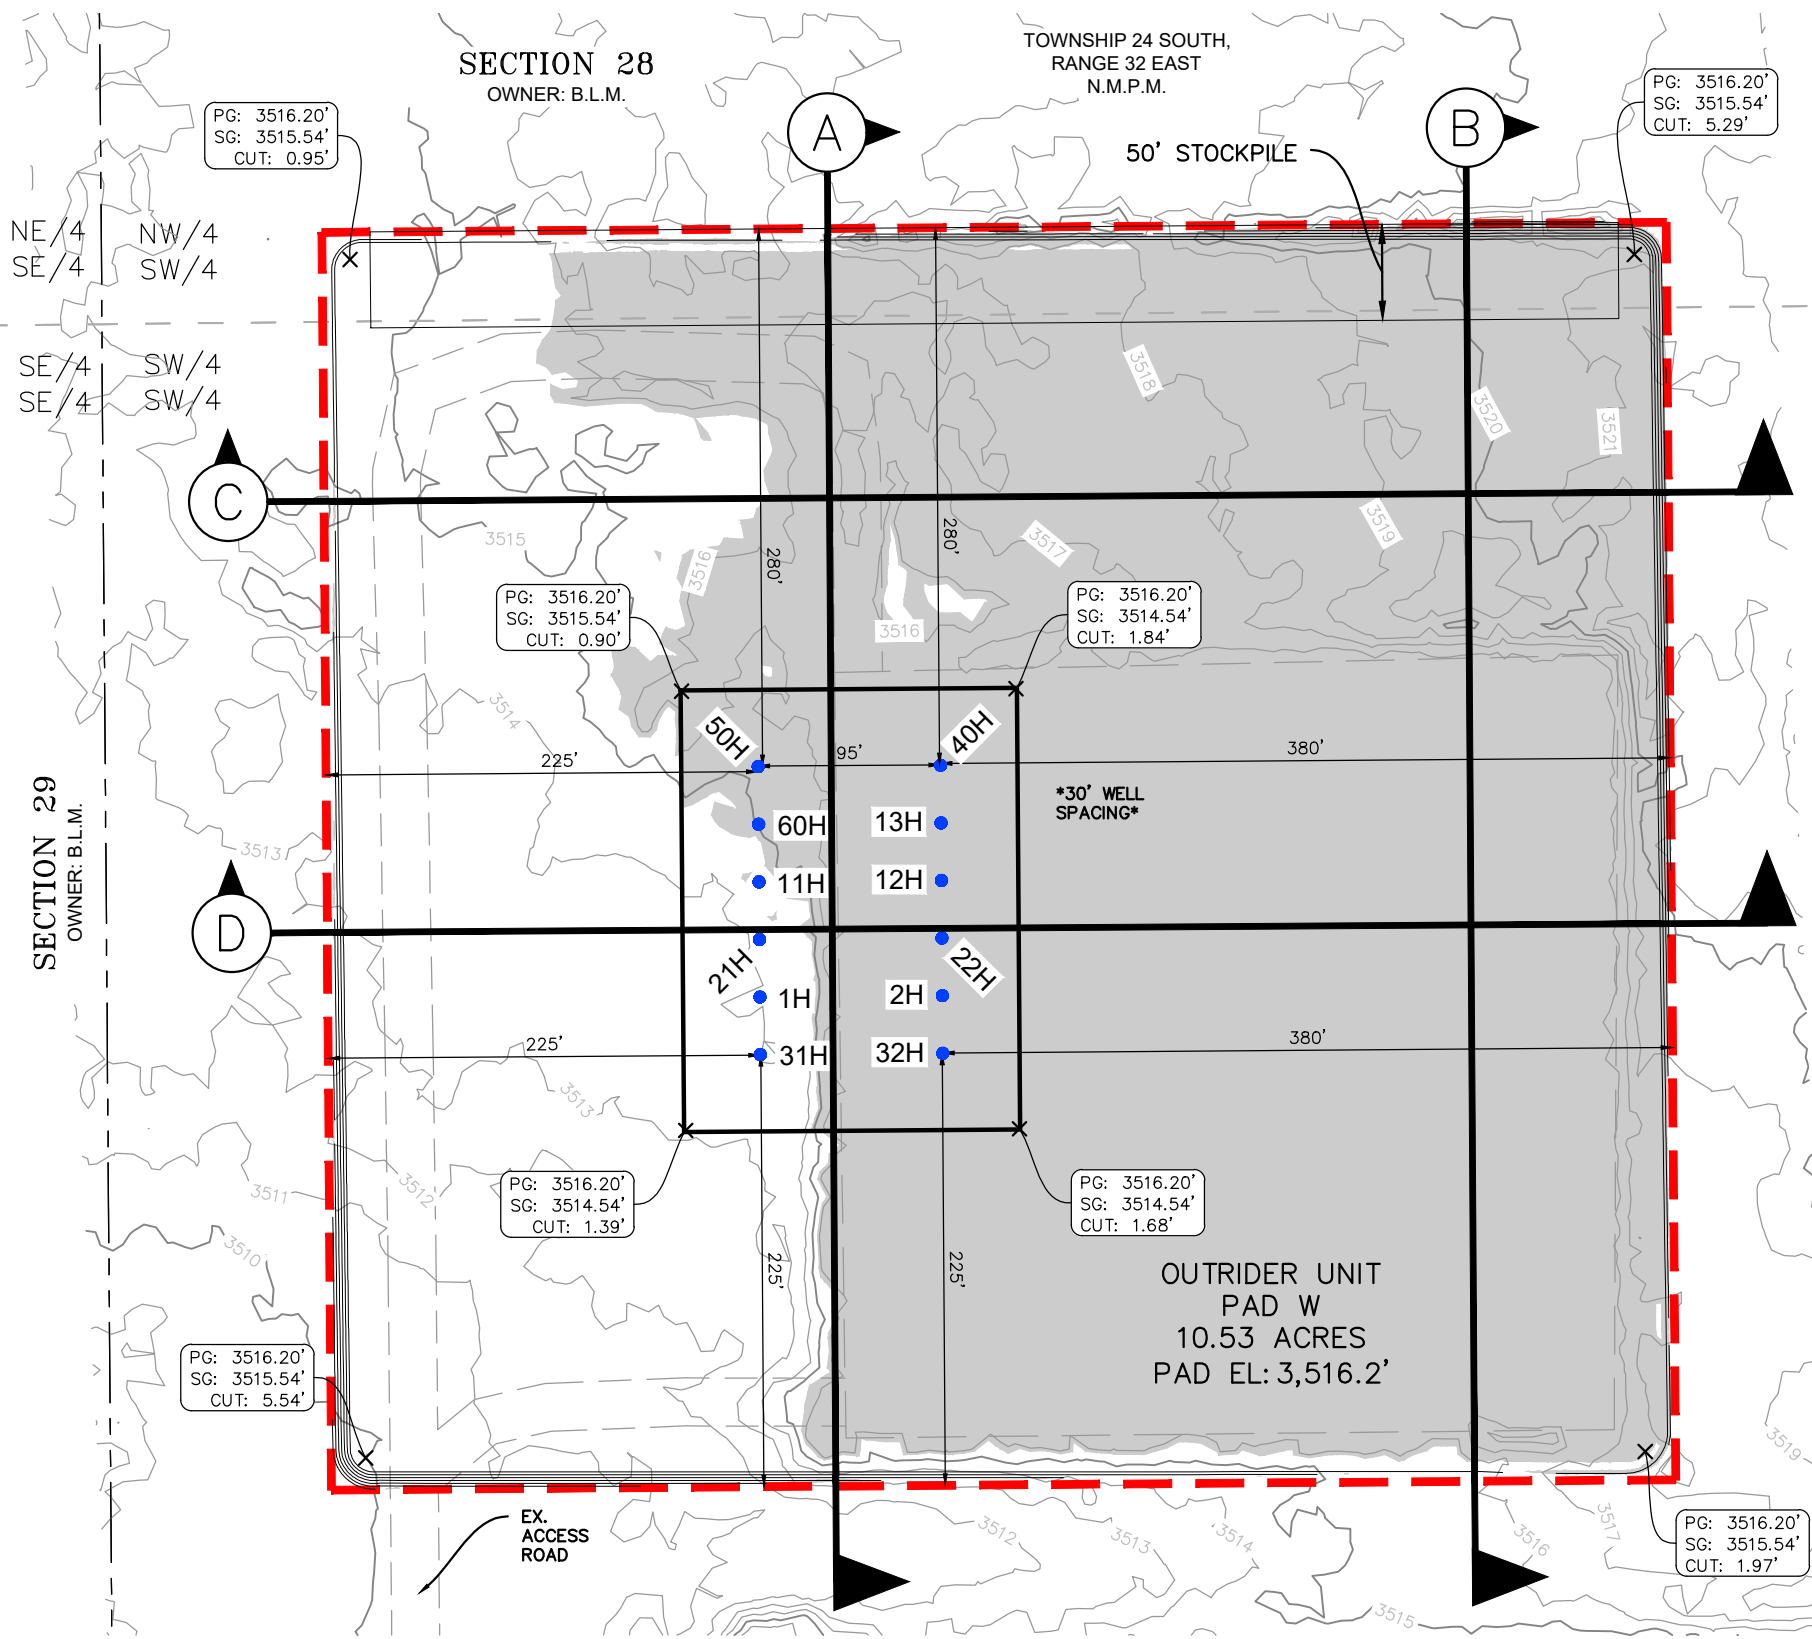 SECTION 28
OWNER: B.L.M.
TOWNSHIP 24 SOUTH,
RANGE 32 EAST
N.M.P.M.
PG: 3516.20'
SG: 3515.54'
CUT: 0.95'
A
B
PG: 3516.20'
SG: 3515.54'
CUT: 5.29'
50' STOCKPILE
NE/4 NW/4
SE/4 SW/4
SE/4 SW/4
SE/4 SW/4
3518
3520
3521
C
3515
3516
280'
280'
3517
3519
PG: 3516.20'
SG: 3515.54'
CUT: 0.90'
3516
PG: 3516.20'
SG: 3514.54'
CUT: 1.84'
3514
50H
40H
225'
95'
380'
*30' WELL
SPACING*
SECTION 29
OWNER: B.L.M.
3513
60H
13H
11H
12H
D
21H
22H
1H
2H
31H
32H
225'
380'
3513
3511
3512
3510
PG: 3516.20'
SG: 3514.54'
CUT: 1.39'
PG: 3516.20'
SG: 3514.54'
CUT: 1.68'
225'
225'
OUTRIDER UNIT
PAD W
10.53 ACRES
PAD EL: 3,516.2'
PG: 3516.20'
SG: 3515.54'
CUT: 5.54'
3519
EX.
ACCESS
ROAD
3512
3513
3514
3516
3517
PG: 3516.20'
SG: 3515.54'
CUT: 1.97'
3515